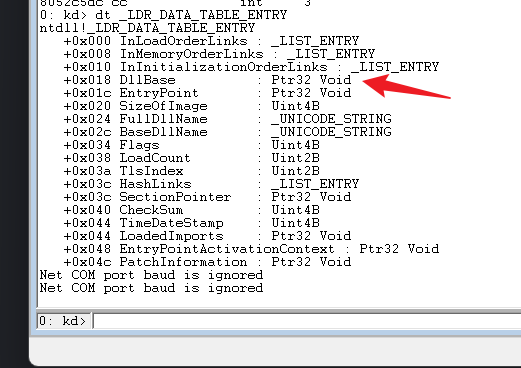 8052c5dc cc              int     3
0: kd> dt _LDR_DATA_TABLE_ENTRY
ntdll!_LDR_DATA_TABLE_ENTRY
   +0x000 InLoadOrderLinks : _LIST_ENTRY
   +0x008 InMemoryOrderLinks : _LIST_ENTRY
   +0x010 InInitializationOrderLinks : _LIST_ENTRY
   +0x018 DllBase          : Ptr32 Void
   +0x01c EntryPoint       : Ptr32 Void
   +0x020 SizeOfImage      : Uint4B
   +0x024 FullDllName      : _UNICODE_STRING
   +0x02c BaseDllName      : _UNICODE_STRING
   +0x034 Flags            : Uint4B
   +0x038 LoadCount        : Uint2B
   +0x03a TlsIndex         : Uint2B
   +0x03c HashLinks        : _LIST_ENTRY
   +0x03c SectionPointer   : Ptr32 Void
   +0x040 CheckSum         : Uint4B
   +0x044 TimeDateStamp    : Uint4B
   +0x044 LoadedImports    : Ptr32 Void
   +0x048 EntryPointActivationContext : Ptr32 Void
   +0x04c PatchInformation : Ptr32 Void
Net COM port baud is ignored
Net COM port baud is ignored
0: kd>